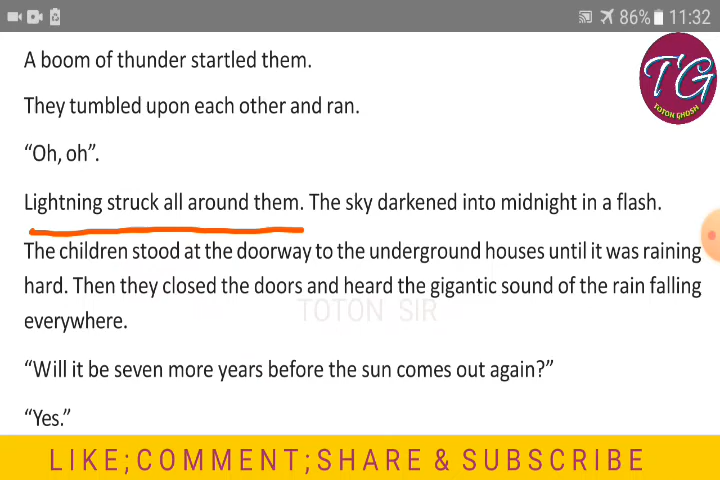 86% 11:32
A boom of thunder startled them.
TG
TOTON GHOSH
They tumbled upon each other and ran.
“Oh, oh”.
Lightning struck all around them. The sky darkened into midnight in a flash.
The children stood at the doorway to the underground houses until it was raining
hard. Then they closed the doors and heard the gigantic sound of the rain falling
TOTON SIR
everywhere.
“Will it be seven more years before the sun comes out again?”
“Yes.”
LIKE;COMMENT;SHARE & SUBSCRIBE